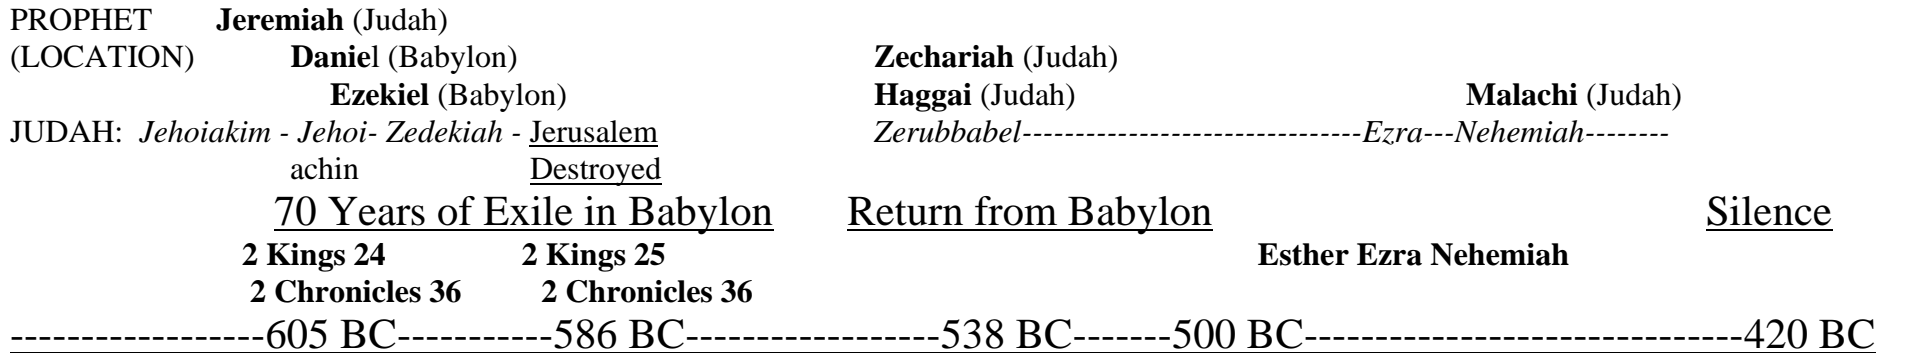 PROPHET Jeremiah (Judah)
(LOCATION) Daniel (Babylon) Zechariah (Judah)
Ezekiel (Babylon) Haggai (Judah) Malachi (Judah)
JUDAH: Jehoiakim - Jehoi- Zedekiah - Jerusalem Zerubbabel--------------------------------Ezra---Nehemiah--------
achin Destroyed
70 Years of Exile in Babylon Return from Babylon Silence
2 Kings 24 2 Kings 25 Esther Ezra Nehemiah
2 Chronicles 36 2 Chronicles 36
------------------605 BC-----------586 BC------------------538 BC-------500 BC-------------------------------420 BC